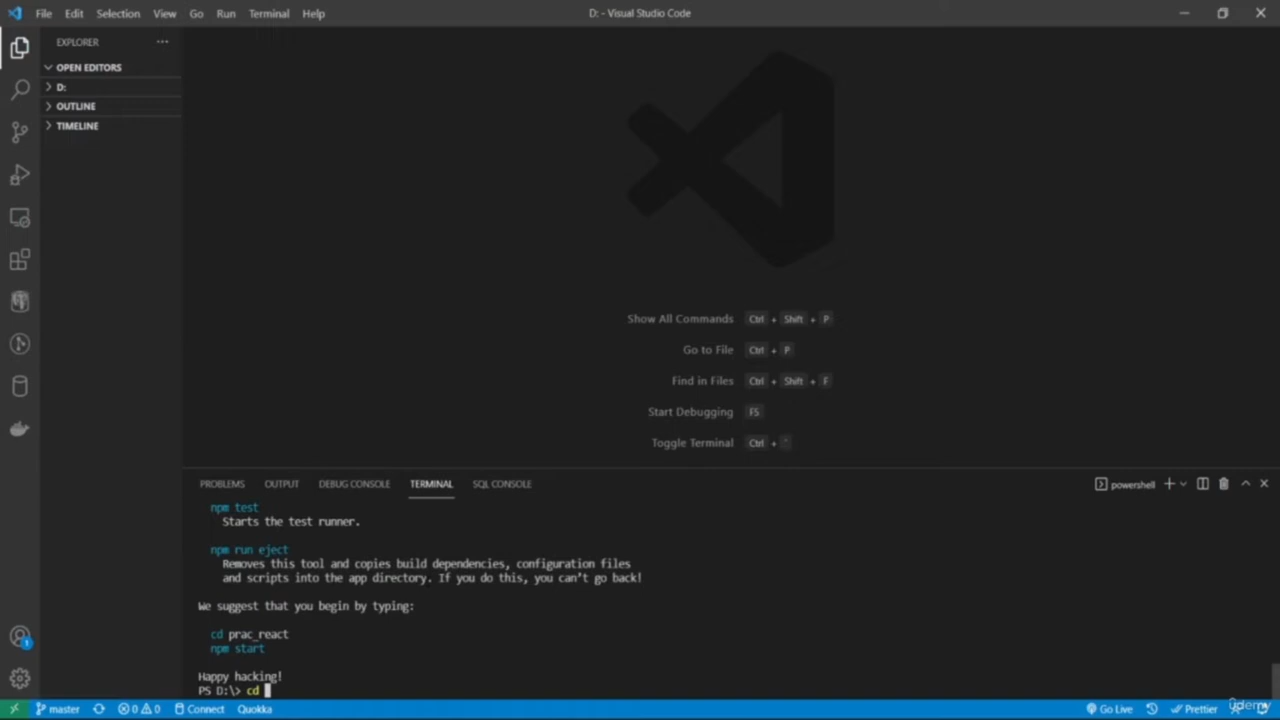 File Edit Selection View Go Run Terminal Help
D: - Visual Studio Code
EXPLORER
OPEN EDITORS
D:
OUTLINE
TIMELINE
Show All Commands Ctrl + Shift + P
Go to File Ctrl + P
Find in Files Ctrl + Shift + F
Start Debugging F5
Toggle Terminal Ctrl + `
PROBLEMS OUTPUT DEBUG CONSOLE TERMINAL SQL CONSOLE
powershell
npm test
Starts the test runner.
npm run eject
Removes this tool and copies build dependencies, configuration files
and scripts into the app directory. If you do this, you can’t go back!
We suggest that you begin by typing:
cd prac_react
npm start
Happy hacking!
PS D:\> cd
1
master 0 0 Connect Quokka
Go Live Prettier
ûdemy